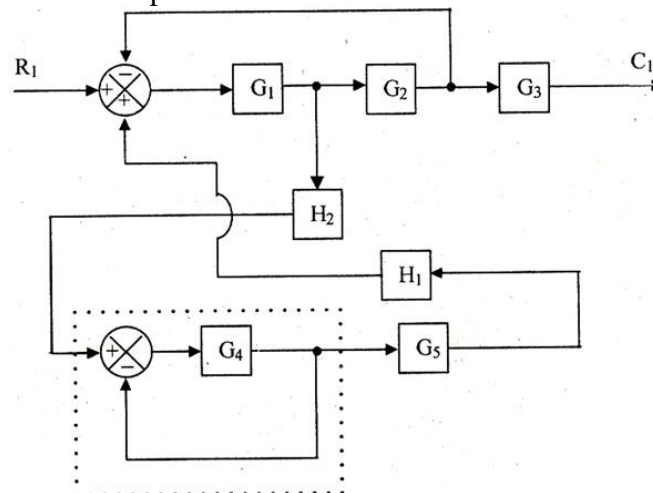 R₁
−
+
+
G₁
G₂
G₃
C₁
H₂
H₁
+
−
G₄
G₅